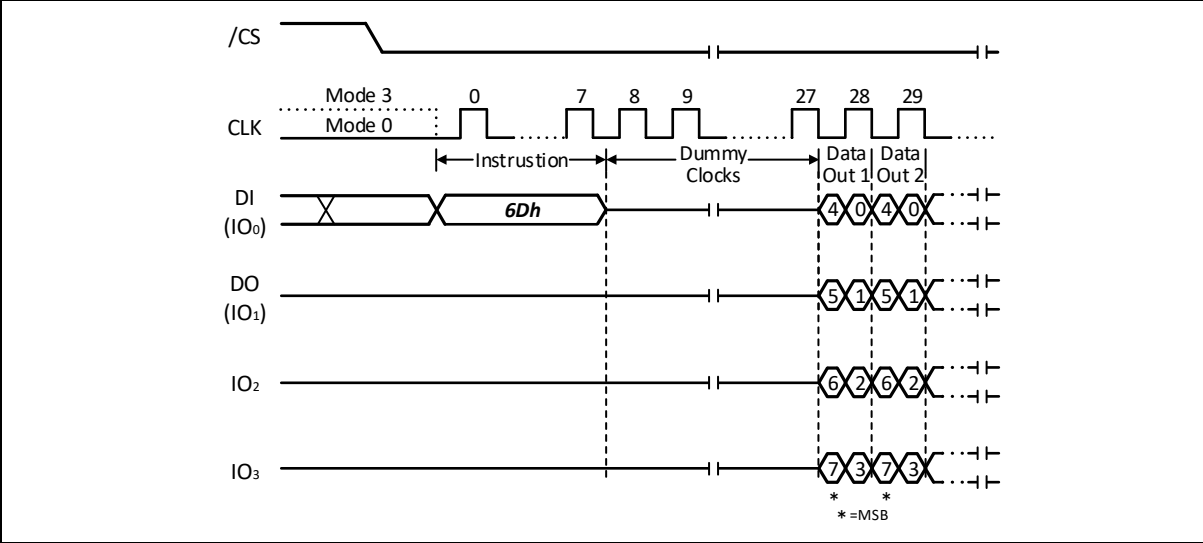 /CS
Mode 3
Mode 0
0 7 8 9 27 28 29
CLK
Instrustion
Dummy
Clocks
Data
Out 1
Data
Out 2
DI
(IO₀)
6Dh
4 0 4 0
DO
(IO₁)
5 1 5 1
IO₂
6 2 6 2
IO₃
7 3 7 3
* *
* =MSB